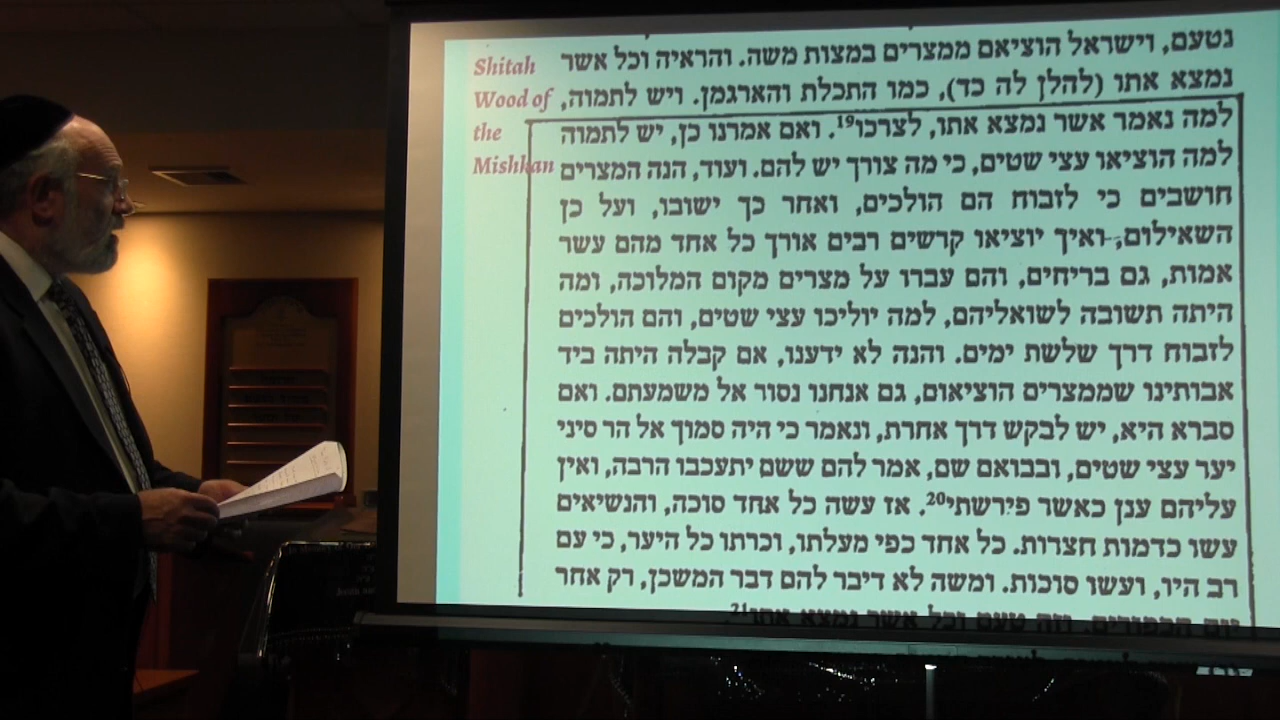 Shitah
Wood of
the
Mishkan
נטעם, וישראל הוציאם ממצרים במצות משה. והראיה וכל אשר
נמצא אתו (להלן לה כד), כמו התכלת והארגמן. ויש לתמוה,
למה נאמר אשר נמצא אתו, לצרכו19. ואם אמרנו כן, יש לתמוה
למה הוציאו עצי שטים, כי מה צורך יש להם. ועוד, הנה המצרים
חושבים כי לזבוח הם הולכים, ואחר כך ישובו, ועל כן
השאילום, ואיך יוציאו קרשים רבים אורך כל אחד מהם עשר
אמות, גם בריחים, והם עברו על מצרים מקום המלוכה, ומה
היתה תשובה לשואליהם, למה יוליכו עצי שטים, והם הולכים
לזבוח דרך שלשת ימים. והנה לא ידענו, אם קבלה היתה ביד
אבותינו שממצרים הוציאום, גם אנחנו נסור אל משמעתם. ואם
סברא היא, יש לבקש דרך אחרת, ונאמר כי היה סמוך אל הר סיני
יער עצי שטים, ובבואם שם, אמר להם ששם יתעכבו הרבה, ואין
עליהם ענן כאשר פירשתי20. אז עשה כל אחד סוכה, והנשיאים
עשו כדמות חצרות. כל אחד כפי מעלתו, וכרתו כל היער, כי עם
רב היו, ועשו סוכות. ומשה לא דיבר להם דבר המשכן, רק אחר
יום הכפורים. וזה טעם וכל אשר נמצא אתו21